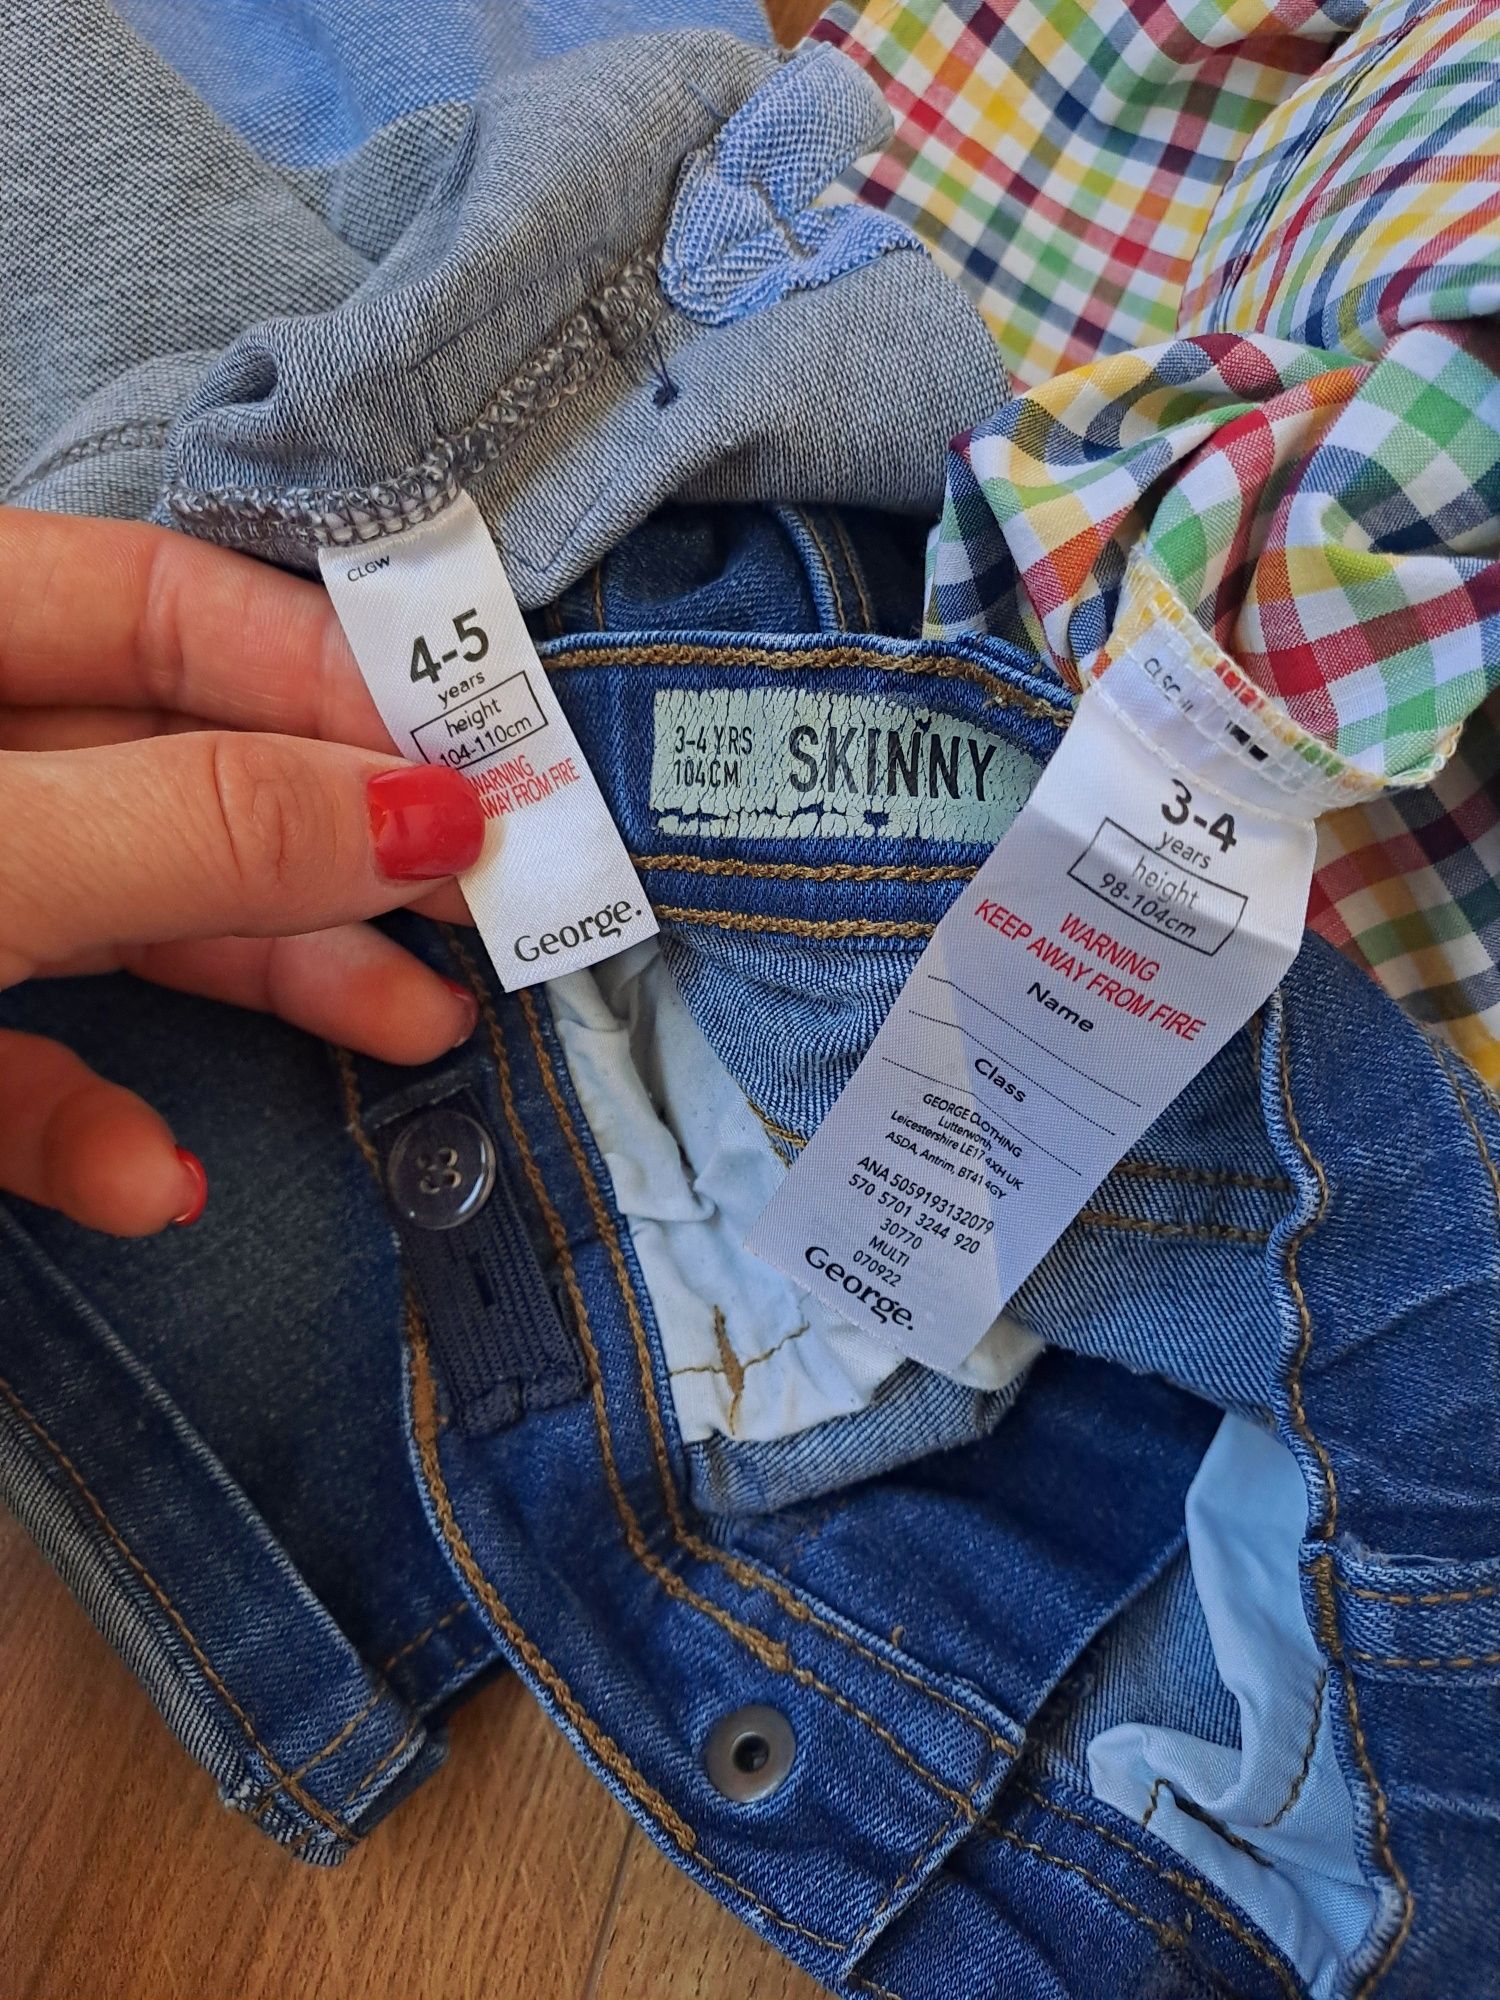 CLGW
4-5
years
height
104-110cm
WARNING
AWAY FROM FIRE
George.
3-4 YRS
104CM
SKINNY
3-4
years
height
98-104cm
WARNING
KEEP AWAY FROM FIRE
Name
Class
GEORGE CLOTHING
Lutterworth,
Leicestershire LE17 4XH UK
ASDA, Antrim, BT41 4GY
ANA 5059193132079
570 5701 3244 920
30770
MULTI
070922
George.